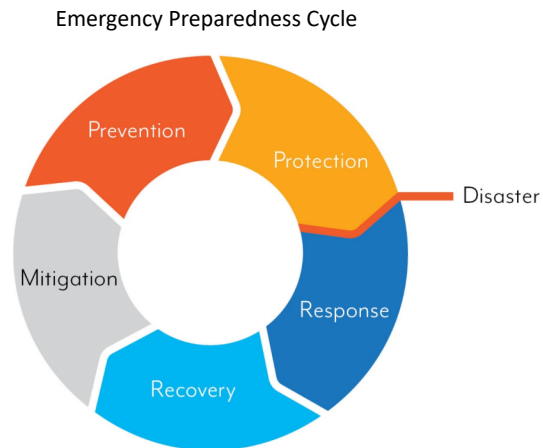 Emergency Preparedness Cycle
Prevention
Protection
Disaster
Mitigation
Response
Recovery